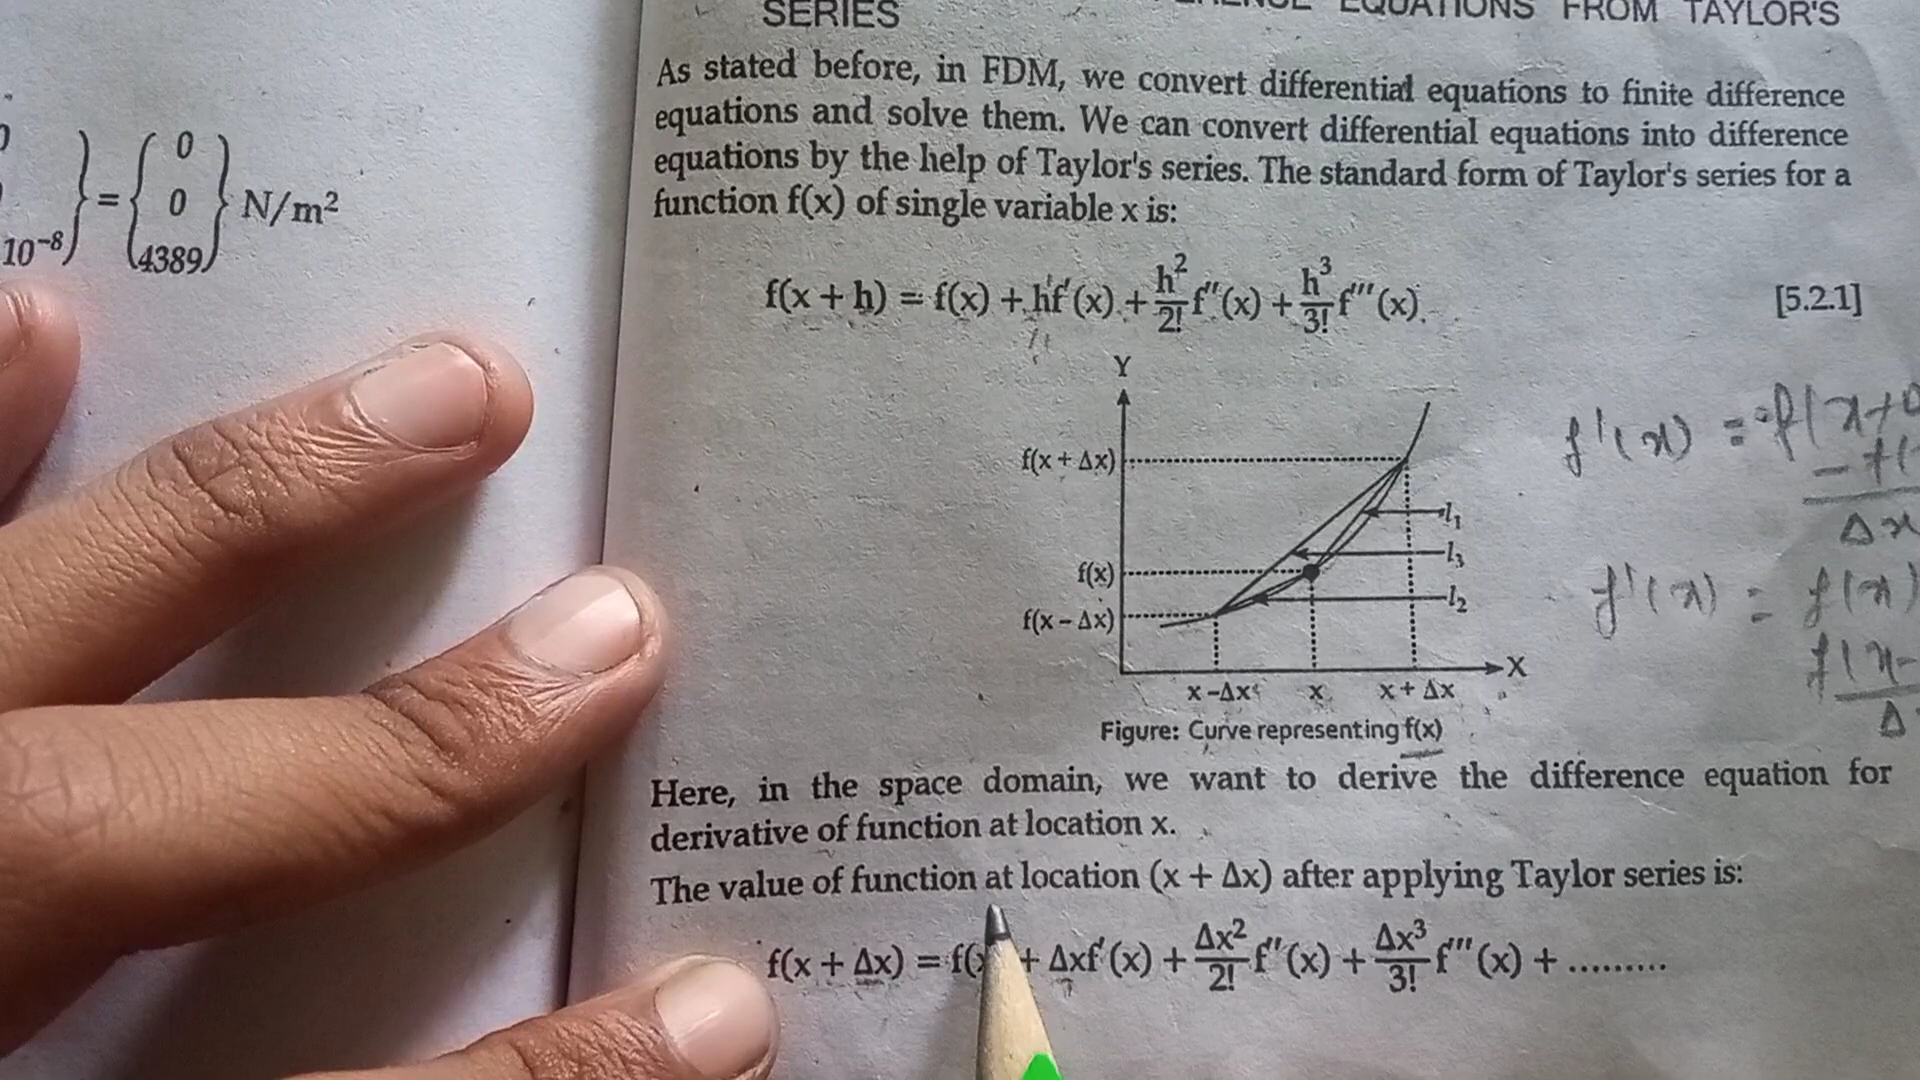 EQUATIONS FROM TAYLOR'S
SERIES
As stated before, in FDM, we convert differential equations to finite difference
equations and solve them. We can convert differential equations into difference
equations by the help of Taylor's series. The standard form of Taylor's series for a
function f(x) of single variable x is:
f(x + h) = f(x) + hf'(x) + h²/2! f''(x) + h³/3! f'''(x). [5.2.1]
Y
f(x + Δx)
l₁
l₃
f(x)
l₂
f(x – Δx)
X
x –Δx x x + Δx
Figure: Curve representing f(x)
Here, in the space domain, we want to derive the difference equation for
derivative of function at location x.
The value of function at location (x + Δx) after applying Taylor series is:
f(x + Δx) = f(x + Δxf'(x) + Δx²/2! f''(x) + Δx³/3! f'''(x) + .........
0
= 0 N/m²
10⁻⁸ 4389
f'(x) = f(x+
- f(
Δx
f'(x) = f(x)
f(x-
Δ